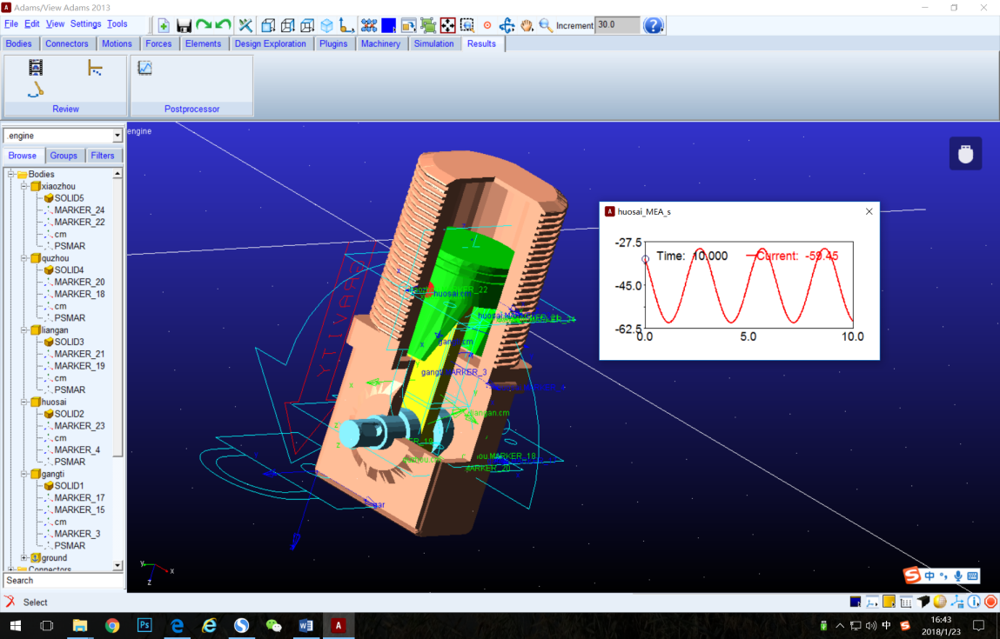 Adams/View Adams 2013
File Edit View Settings Tools
Increment 30.0
Bodies Connectors Motions Forces Elements Design Exploration Plugins Machinery Simulation Results
Review
Postprocessor
.engine
Browse Groups Filters
Bodies
xiaozhou
SOLID5
MARKER_24
MARKER_22
cm
PSMAR
quzhou
SOLID4
MARKER_20
MARKER_18
cm
PSMAR
liangan
SOLID3
MARKER_21
MARKER_19
cm
PSMAR
huosai
SOLID2
MARKER_23
cm
MARKER_4
PSMAR
gangti
SOLID1
MARKER_17
MARKER_15
cm
MARKER_3
PSMAR
ground
Connectors
Search
engine
huosai.cm
gangti.cm
gangti.MARKER_3
liangan.cm
MARKER_18
MARKER_20
GRAVITY
y x
z
huosai_MEA_s
-27.5
Time: 10.000 Current: -59.45
-45.0
-62.5
0.0 5.0 10.0
中
Select
Ps
中
16:43
2018/1/23